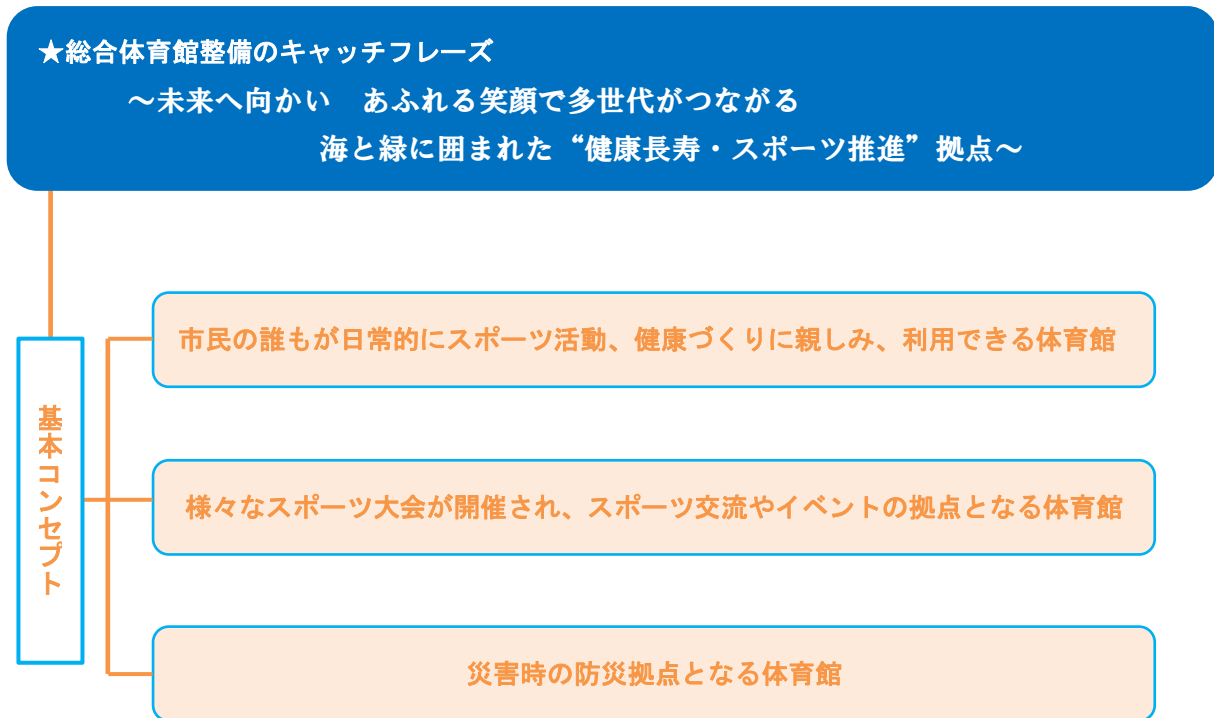 ★総合体育館整備のキャッチフレーズ
～未来へ向かい　あふれる笑顔で多世代がつながる
海と緑に囲まれた“健康長寿・スポーツ推進”拠点～
基本コンセプト
市民の誰もが日常的にスポーツ活動、健康づくりに親しみ、利用できる体育館
様々なスポーツ大会が開催され、スポーツ交流やイベントの拠点となる体育館
災害時の防災拠点となる体育館